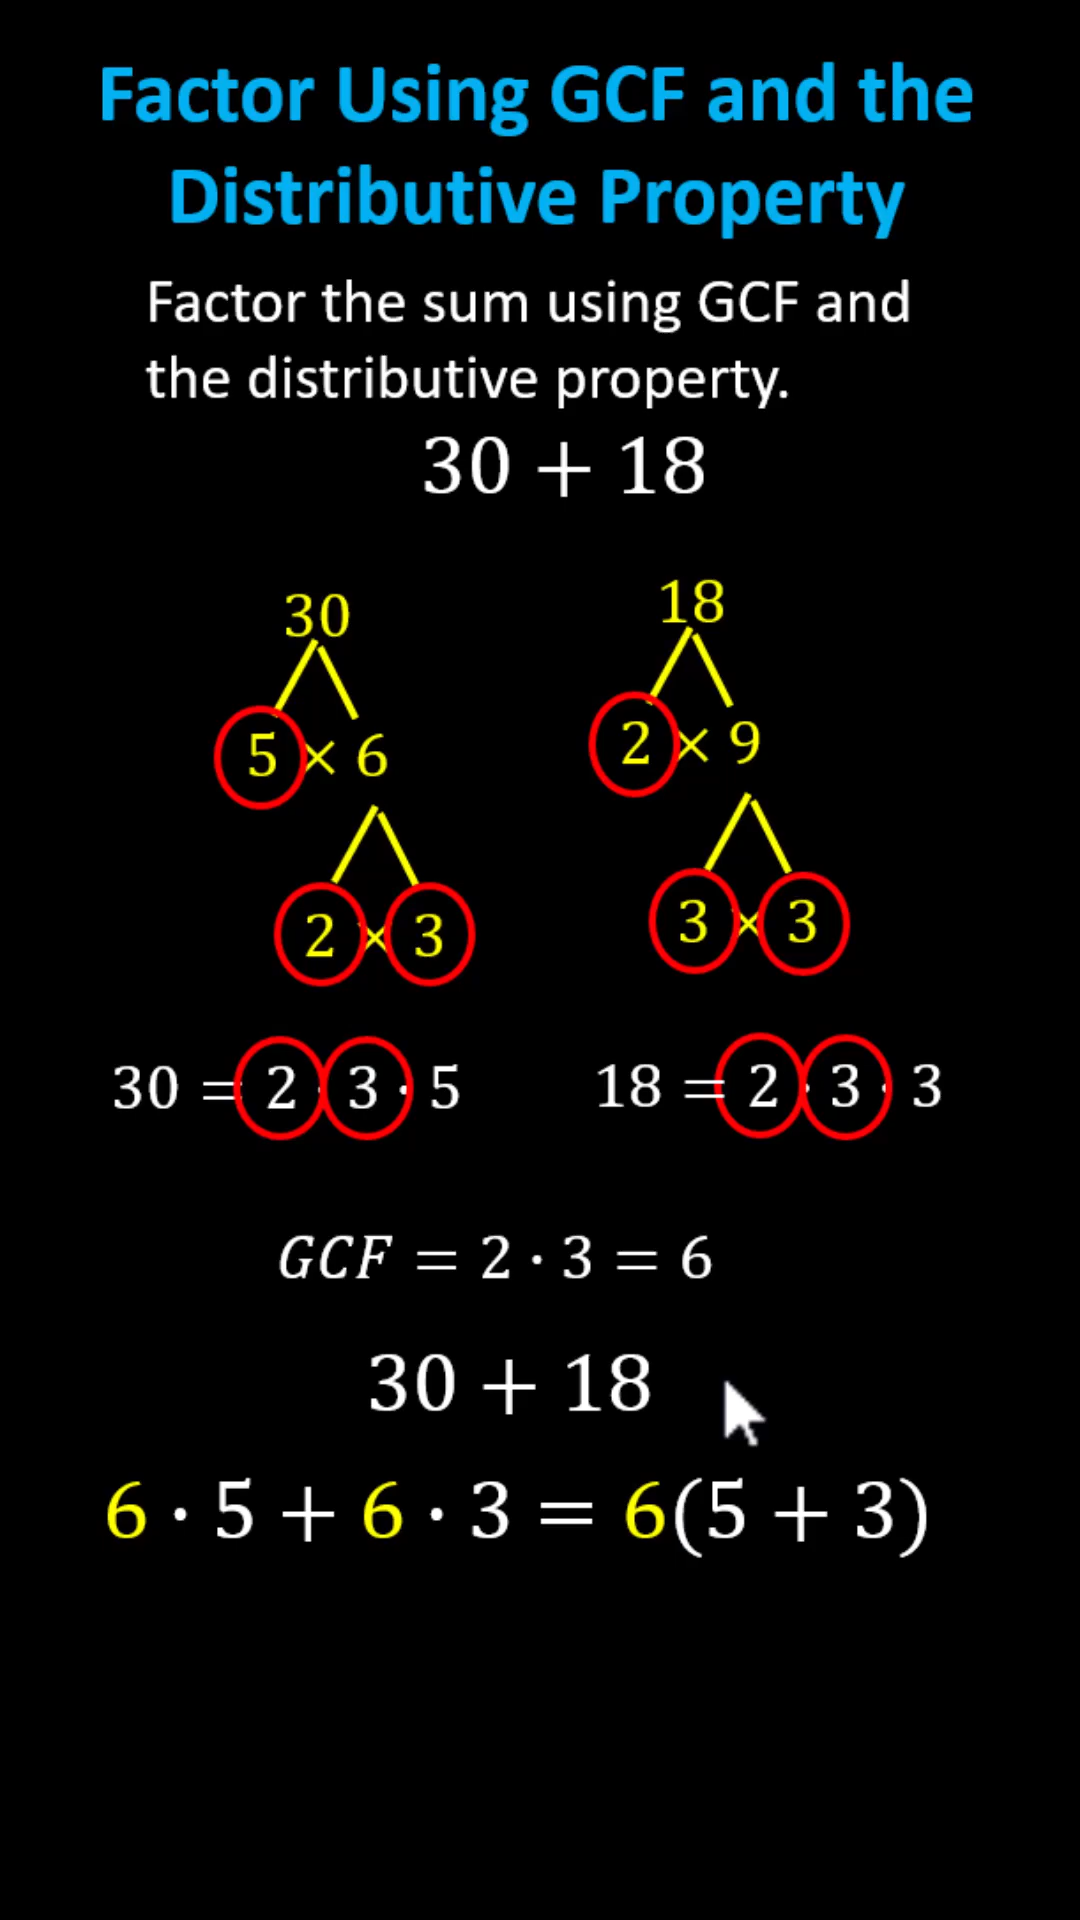 Factor Using GCF and the
Distributive Property
Factor the sum using GCF and
the distributive property.
30 + 18
30 18
5 × 6 2 × 9
2 × 3 3 × 3
30 = 2 · 3 · 5 18 = 2 · 3 · 3
GCF = 2 · 3 = 6
30 + 18
6 · 5 + 6 · 3 = 6(5 + 3)